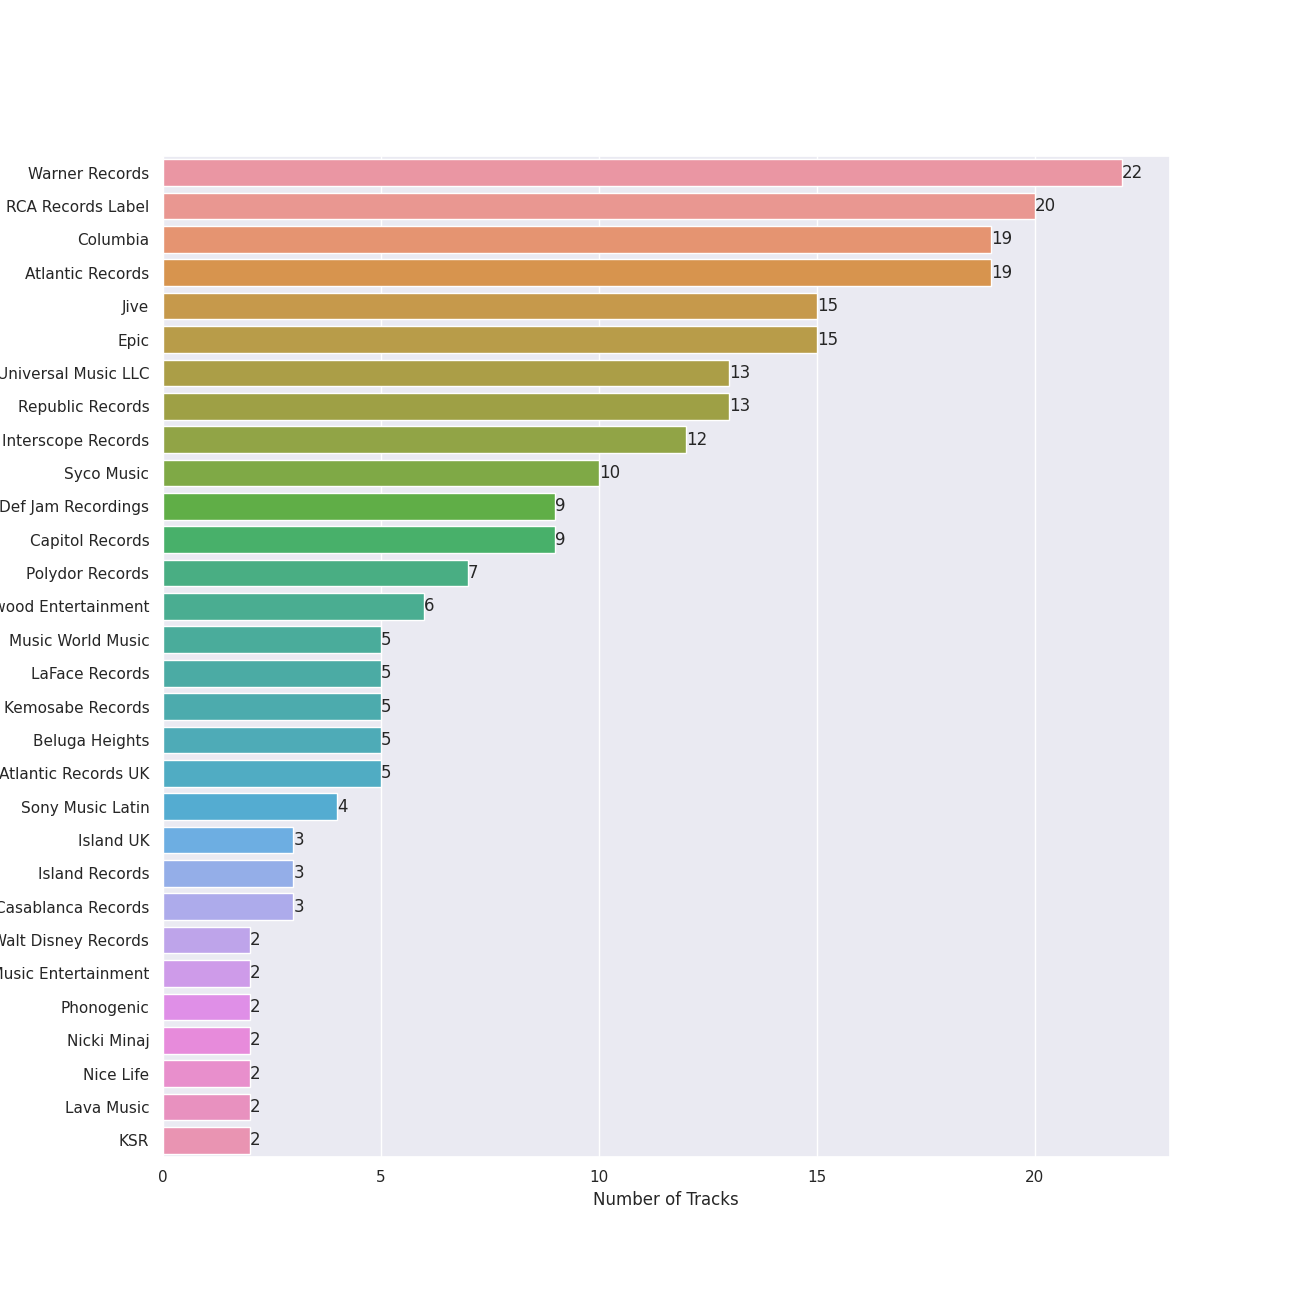 Warner Records 22
RCA Records Label 20
Columbia 19
Atlantic Records 19
Jive 15
Epic 15
Universal Music LLC 13
Republic Records 13
Interscope Records 12
Syco Music 10
Def Jam Recordings 9
Capitol Records 9
Polydor Records 7
Entertainment 6
Music World Music 5
LaFace Records 5
Kemosabe Records 5
Beluga Heights 5
Atlantic Records UK 5
Sony Music Latin 4
Island UK 3
Island Records 3
Casablanca Records 3
Walt Disney Records 2
Music Entertainment 2
Phonogenic 2
Nicki Minaj 2
Nice Life 2
Lava Music 2
KSR 2
0 5 10 15 20
Number of Tracks